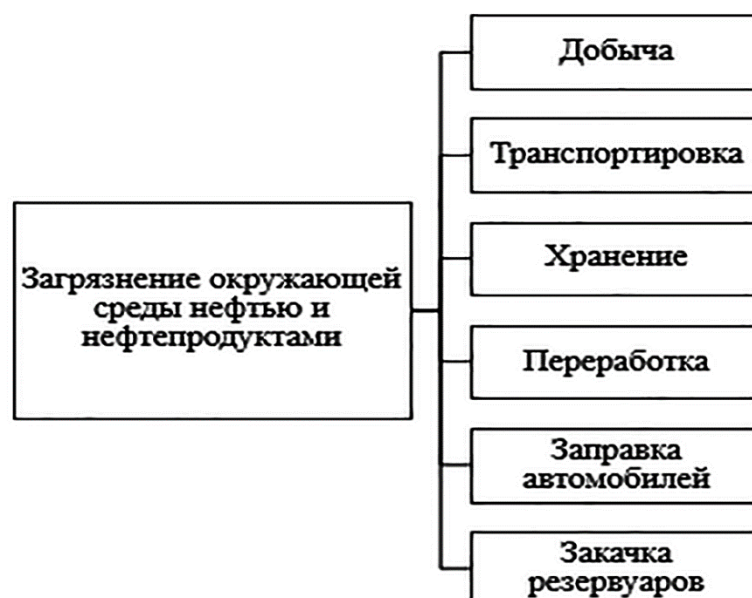 Добыча
Транспортировка
Загрязнение окружающей
среды нефтью и
нефтепродуктами
Хранение
Переработка
Заправка
автомобилей
Закачка
резервуаров